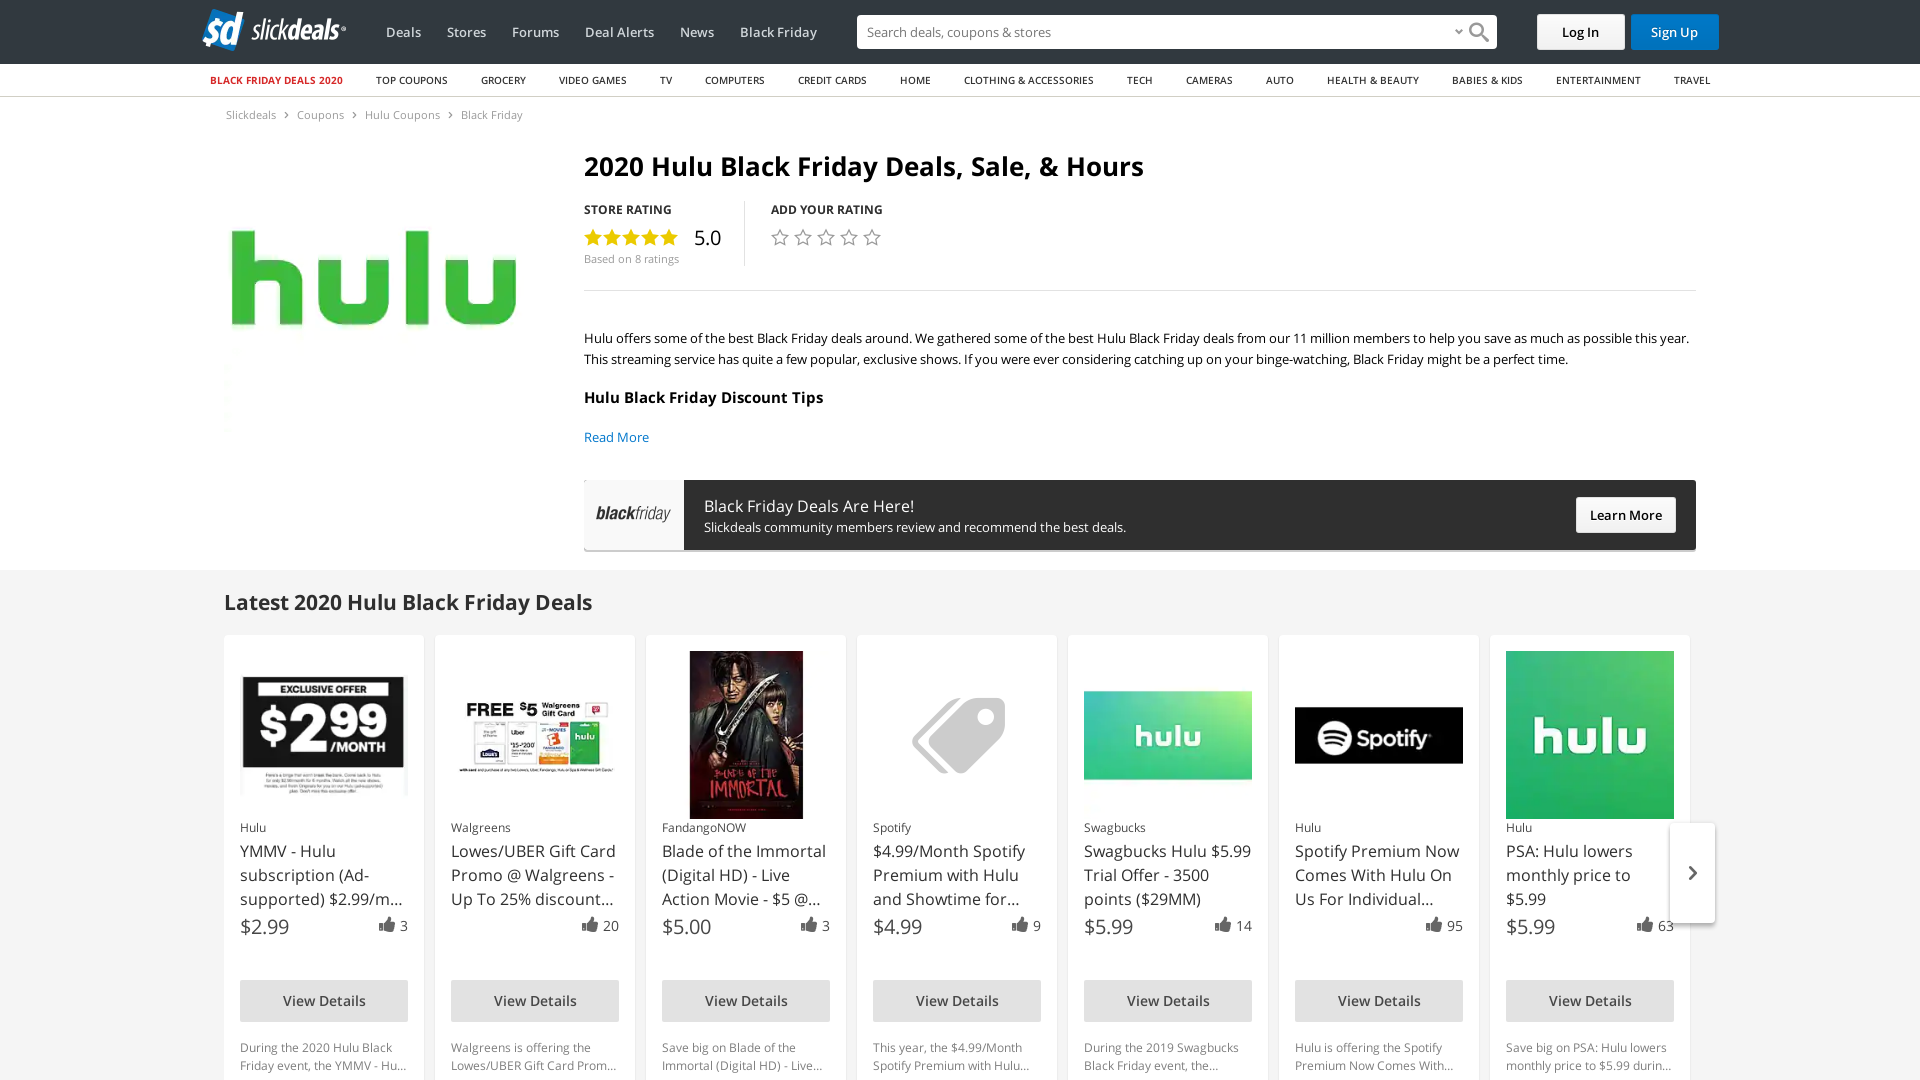 sd slickdeals
Deals Stores Forums Deal Alerts News Black Friday
Search deals, coupons & stores
Log In Sign Up
BLACK FRIDAY DEALS 2020 TOP COUPONS GROCERY VIDEO GAMES TV COMPUTERS CREDIT CARDS HOME CLOTHING & ACCESSORIES TECH CAMERAS AUTO HEALTH & BEAUTY BABIES & KIDS ENTERTAINMENT TRAVEL
Slickdeals › Coupons › Hulu Coupons › Black Friday
hulu
2020 Hulu Black Friday Deals, Sale, & Hours
STORE RATING
5.0
Based on 8 ratings
ADD YOUR RATING
Hulu offers some of the best Black Friday deals around. We gathered some of the best Hulu Black Friday deals from our 11 million members to help you save as much as possible this year.
This streaming service has quite a few popular, exclusive shows. If you were ever considering catching up on your binge-watching, Black Friday might be a perfect time.
Hulu Black Friday Discount Tips
Read More
blackfriday
Black Friday Deals Are Here!
Slickdeals community members review and recommend the best deals.
Learn More
Latest 2020 Hulu Black Friday Deals
EXCLUSIVE OFFER
$2.99
/MONTH
Hulu
YMMV - Hulu
subscription (Ad-
supported) $2.99/m...
$2.99
3
View Details
During the 2020 Hulu Black
Friday event, the YMMV - Hu...
FREE $5 Walgreens
Gift Card
Uber
hulu
Walgreens
Lowes/UBER Gift Card
Promo @ Walgreens -
Up To 25% discount...
20
View Details
Walgreens is offering the
Lowes/UBER Gift Card Prom...
BLADE OF THE
IMMORTAL
FandangoNOW
Blade of the Immortal
(Digital HD) - Live
Action Movie - $5 @...
$5.00
3
View Details
Save big on Blade of the
Immortal (Digital HD) - Live...
Spotify
$4.99/Month Spotify
Premium with Hulu
and Showtime for...
$4.99
9
View Details
This year, the $4.99/Month
Spotify Premium with Hulu...
hulu
Swagbucks
Swagbucks Hulu $5.99
Trial Offer - 3500
points ($29MM)
$5.99
14
View Details
During the 2019 Swagbucks
Black Friday event, the...
Spotify
Hulu
Spotify Premium Now
Comes With Hulu On
Us For Individual...
95
View Details
Hulu is offering the Spotify
Premium Now Comes With...
hulu
Hulu
PSA: Hulu lowers
monthly price to
$5.99
$5.99
63
View Details
Save big on PSA: Hulu lowers
monthly price to $5.99 durin...